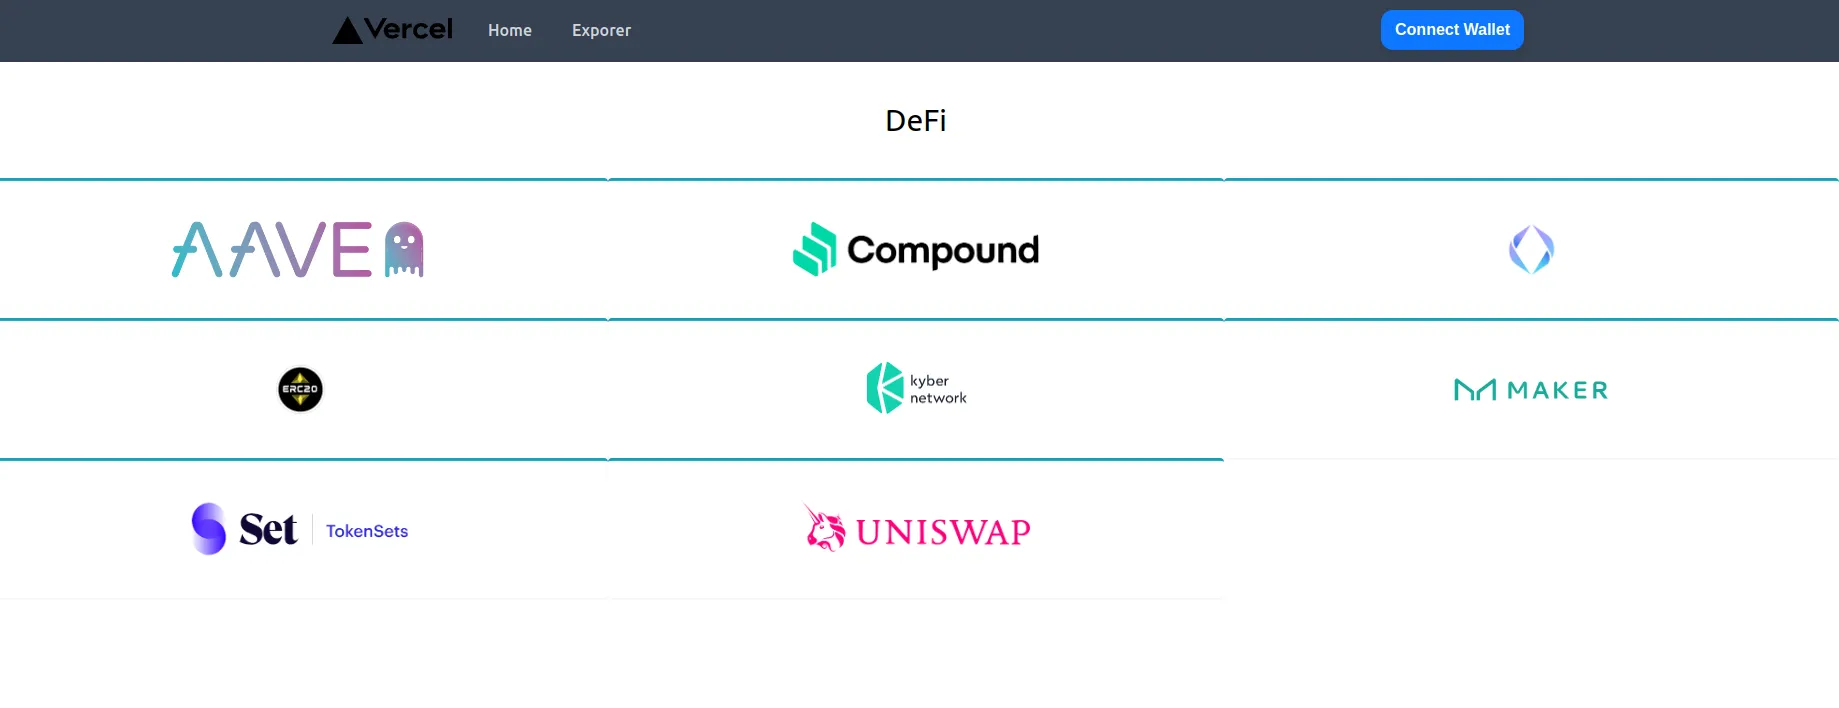 Vercel Home Exporer Connect Wallet
DeFi
AAVE Compound
ERC20 kyber
network MAKER
Set TokenSets UNISWAP